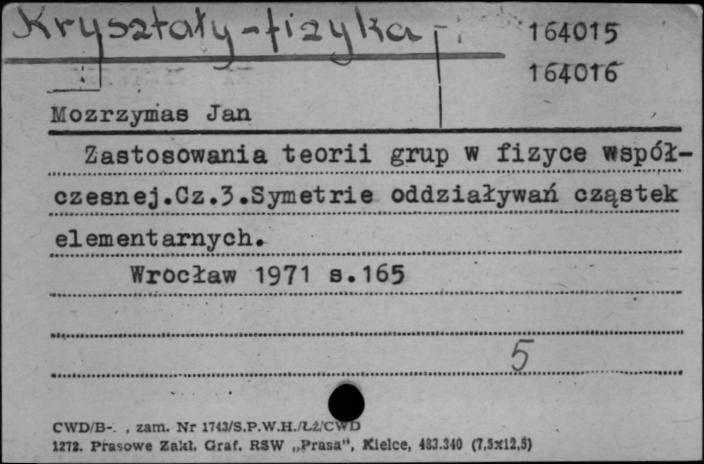 Kryształy-fizyka
164015
164016
Mozrzymas Jan
Zastosowania teorii grup w fizyce współ-
czesnej.Cz.3.Symetrie oddziaływań cząstek
elementarnych.
Wrocław 1971 s.165
5
CWD/B-. , zam. Nr 1743/S.P.W.H./ŁŻ/CWD
1272. Prasowe Zakł. Graf. RSW „Prasa", Kielce, 483.340 (7,5x12,5)